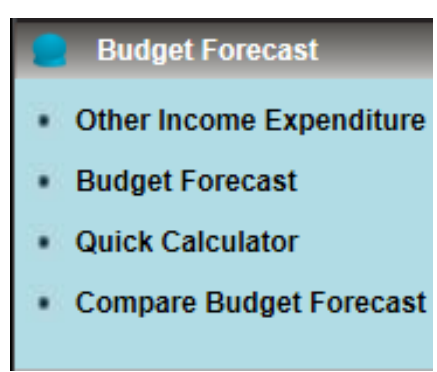 Budget Forecast
Other Income Expenditure
Budget Forecast
Quick Calculator
Compare Budget Forecast